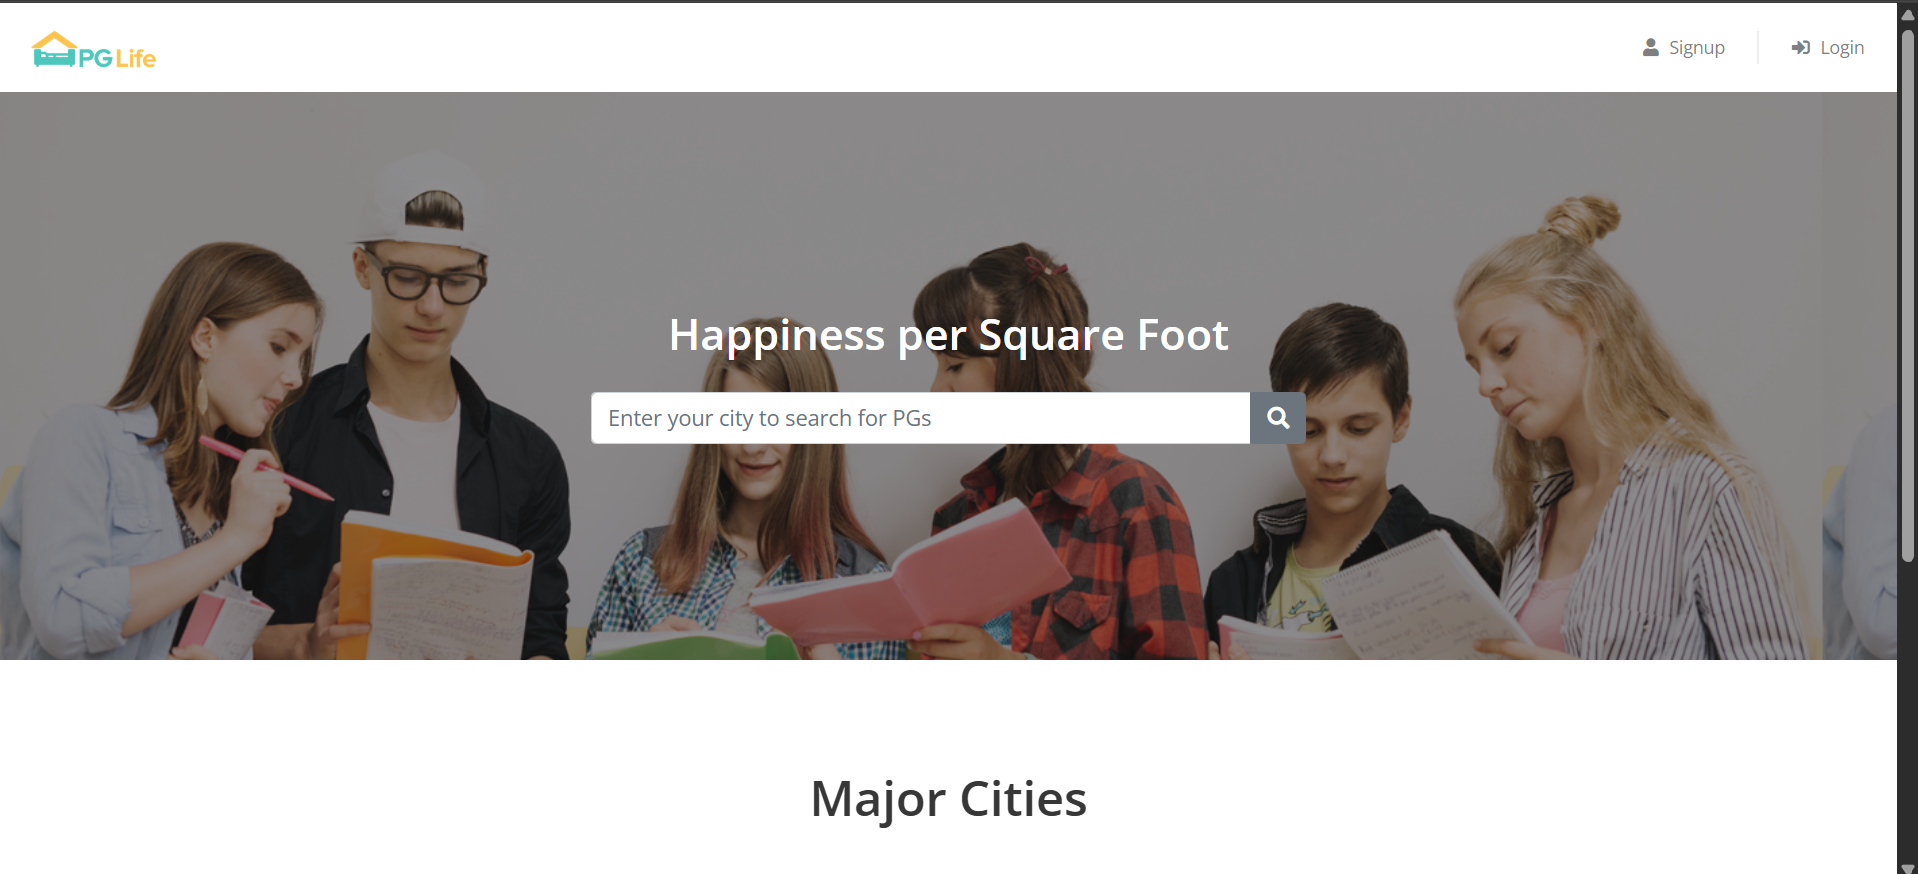 PG Life
Signup
Login
Happiness per Square Foot
Enter your city to search for PGs
Major Cities